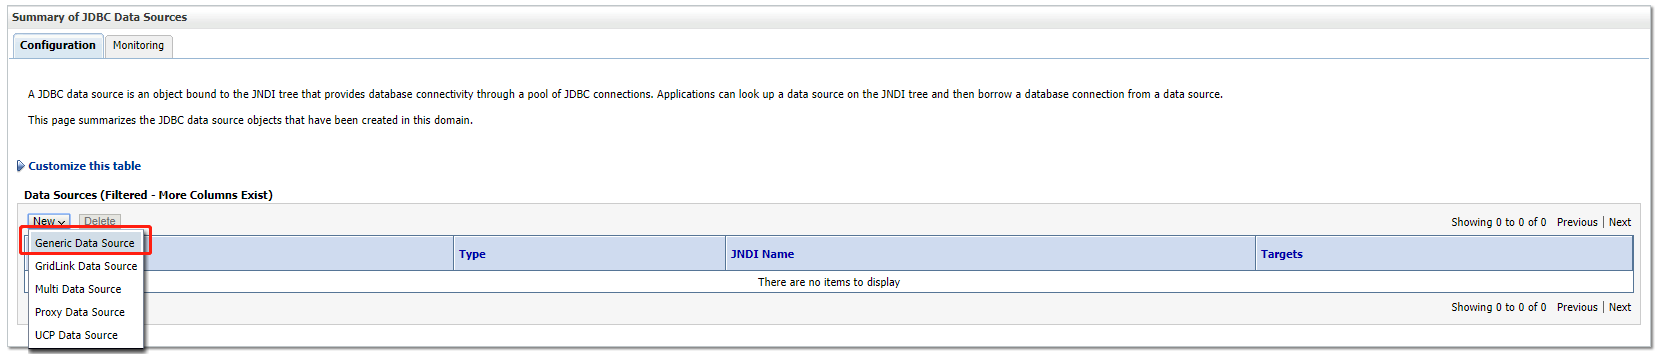 Summary of JDBC Data Sources
Configuration Monitoring
A JDBC data source is an object bound to the JNDI tree that provides database connectivity through a pool of JDBC connections. Applications can look up a data source on the JNDI tree and then borrow a database connection from a data source.
This page summarizes the JDBC data source objects that have been created in this domain.
Customize this table
Data Sources (Filtered - More Columns Exist)
New Delete Showing 0 to 0 of 0 Previous | Next
Generic Data Source
Type JNDI Name Targets
GridLink Data Source
There are no items to display
Multi Data Source
Proxy Data Source Showing 0 to 0 of 0 Previous | Next
UCP Data Source